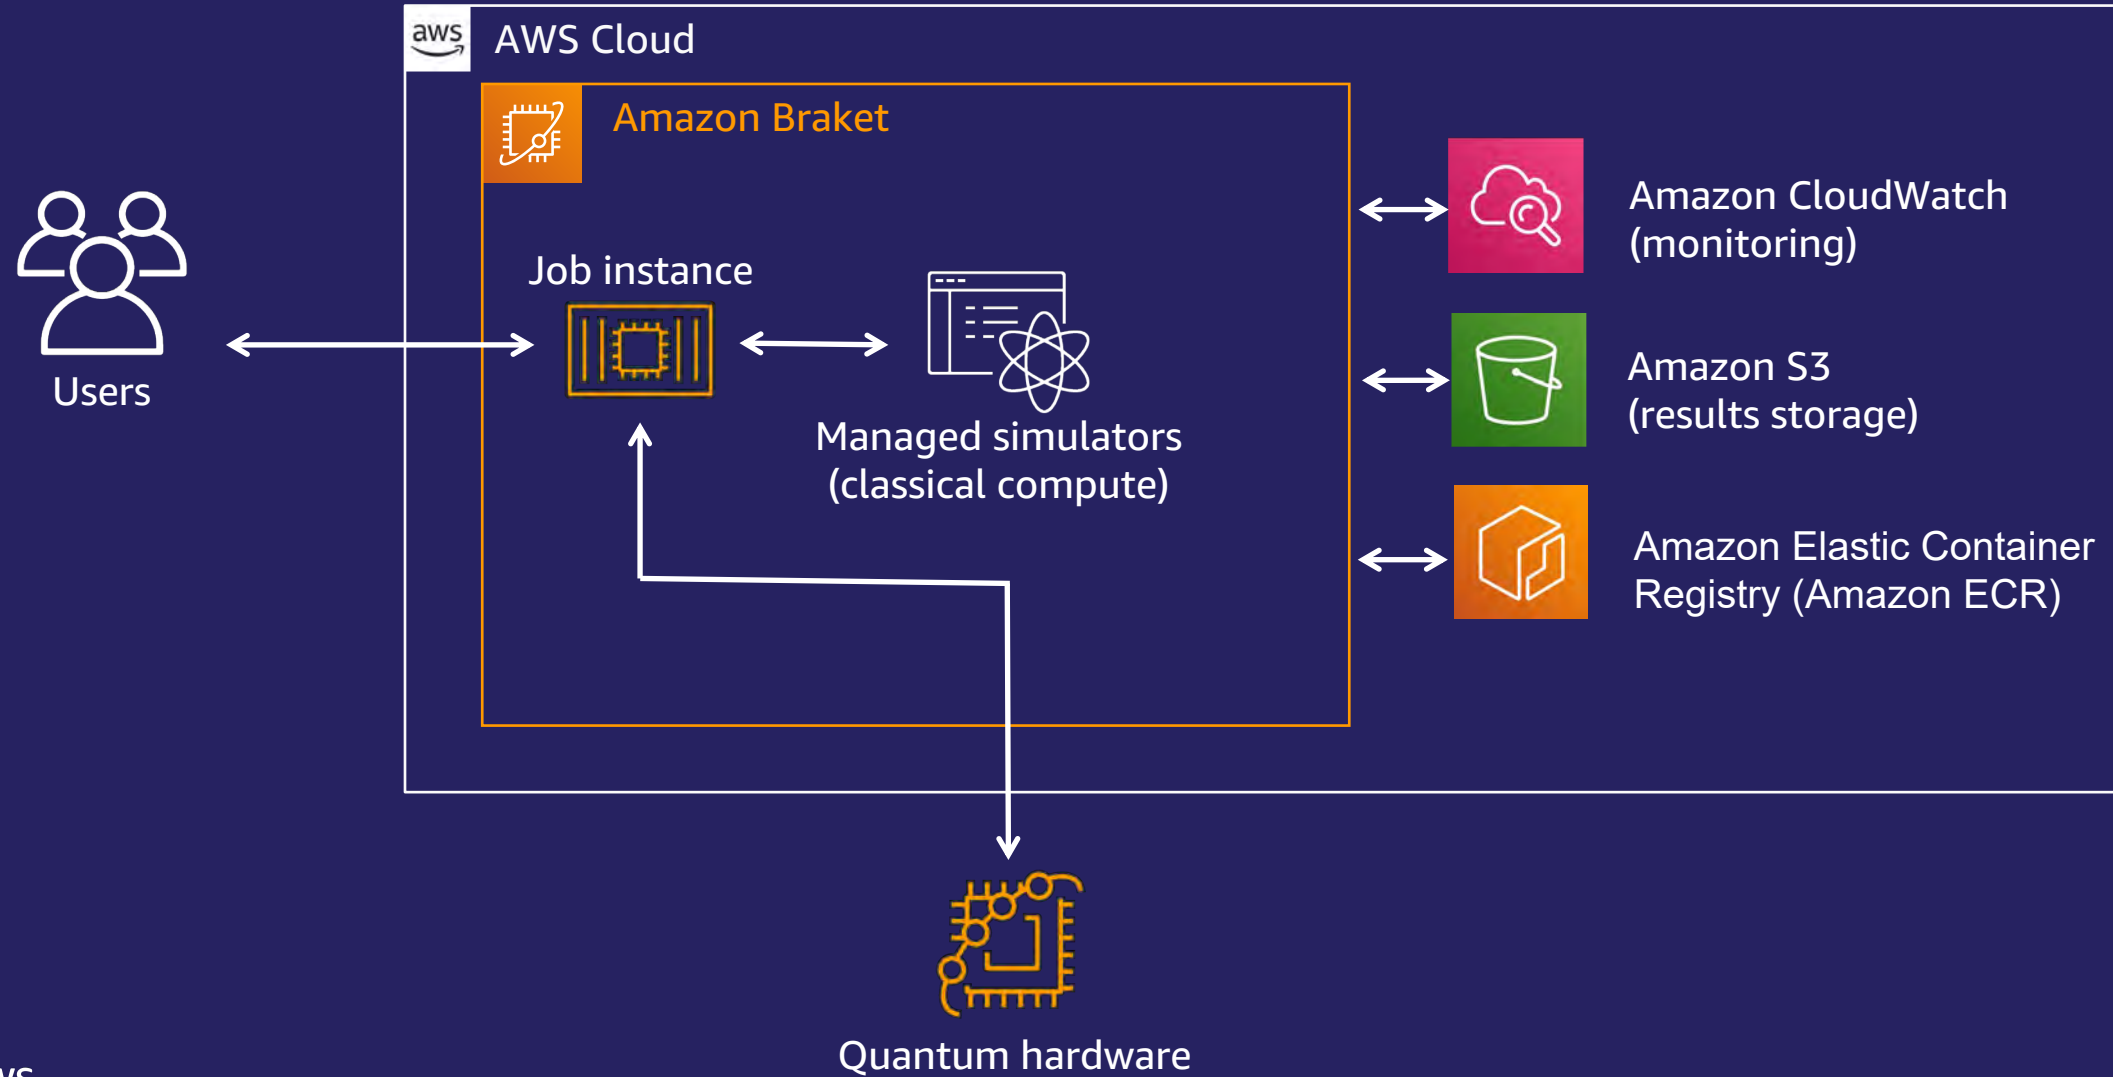 aws
AWS Cloud
Amazon Braket
Job instance
Users
Managed simulators
(classical compute)
Amazon CloudWatch
(monitoring)
Amazon S3
(results storage)
Amazon Elastic Container
Registry (Amazon ECR)
Quantum hardware